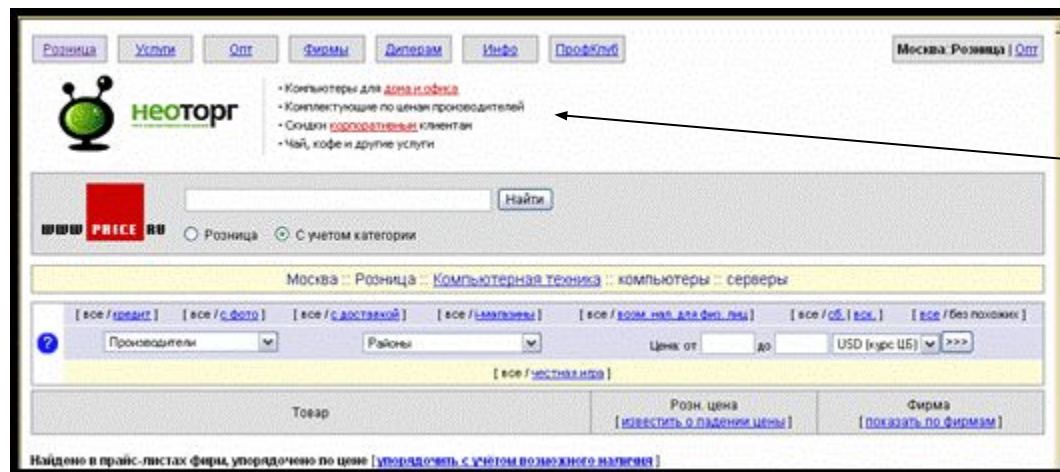 Розница Услуги Опт Фирмы Дилерам Инфо ПрофКлуб Москва: Розница | Опт
неоторг
- Компьютеры для дома и офиса
- Комплектующие по ценам производителей
- Скидки корпоративным клиентам
- Чай, кофе и другие услуги
Найти
WWW PRICE RU
Розница С учетом категории
Москва :: Розница :: Компьютерная техника :: компьютеры :: серверы
[ все / кредит ] [ все / с фото ] [ все / с доставкой ] [ все / i-магазины ] [ все / возм. нал. для физ. лиц ] [ все / сб. | вск. ] [ все / без похожих ]
? Производители Районы Цена: от до USD (курс ЦБ) >>>
[ все / честная игра ]
Товар Розн. цена Фирма
[ известить о падении цены ] [ показать по фирмам ]
Найдено в прайс-листах фирм, упорядочено по цене [ упорядочить с учётом возможного наличия ]